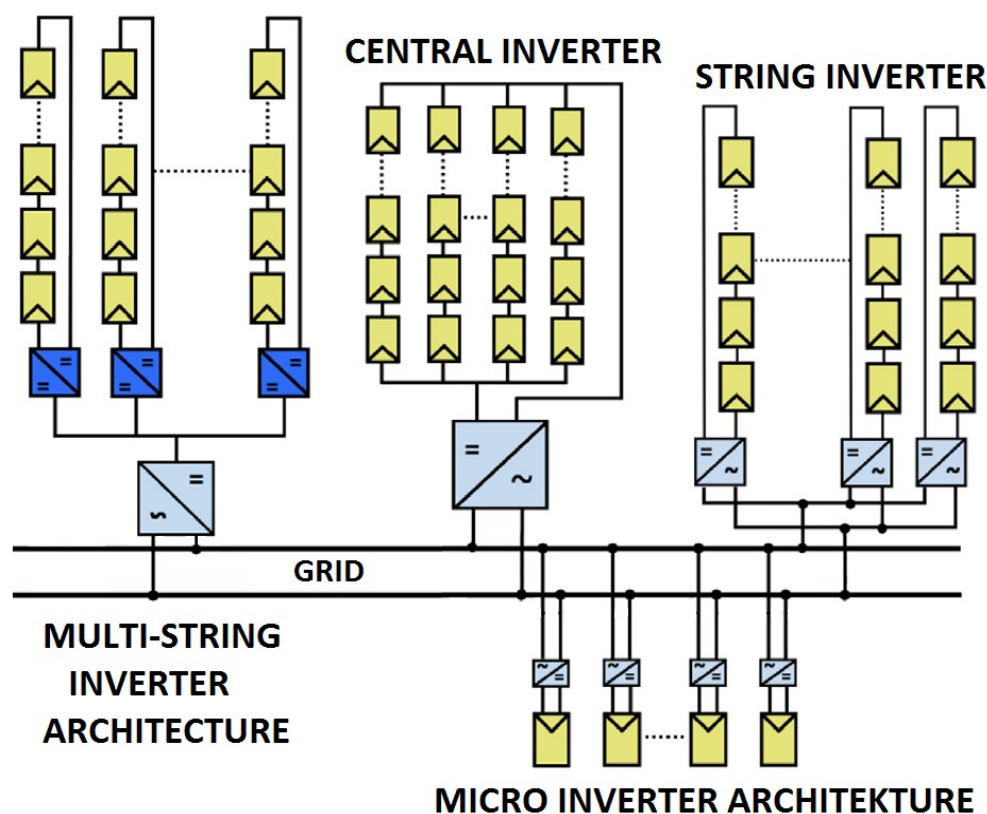 CENTRAL INVERTER
STRING INVERTER
GRID
MULTI-STRING
INVERTER
ARCHITECTURE
MICRO INVERTER ARCHITEKTURE